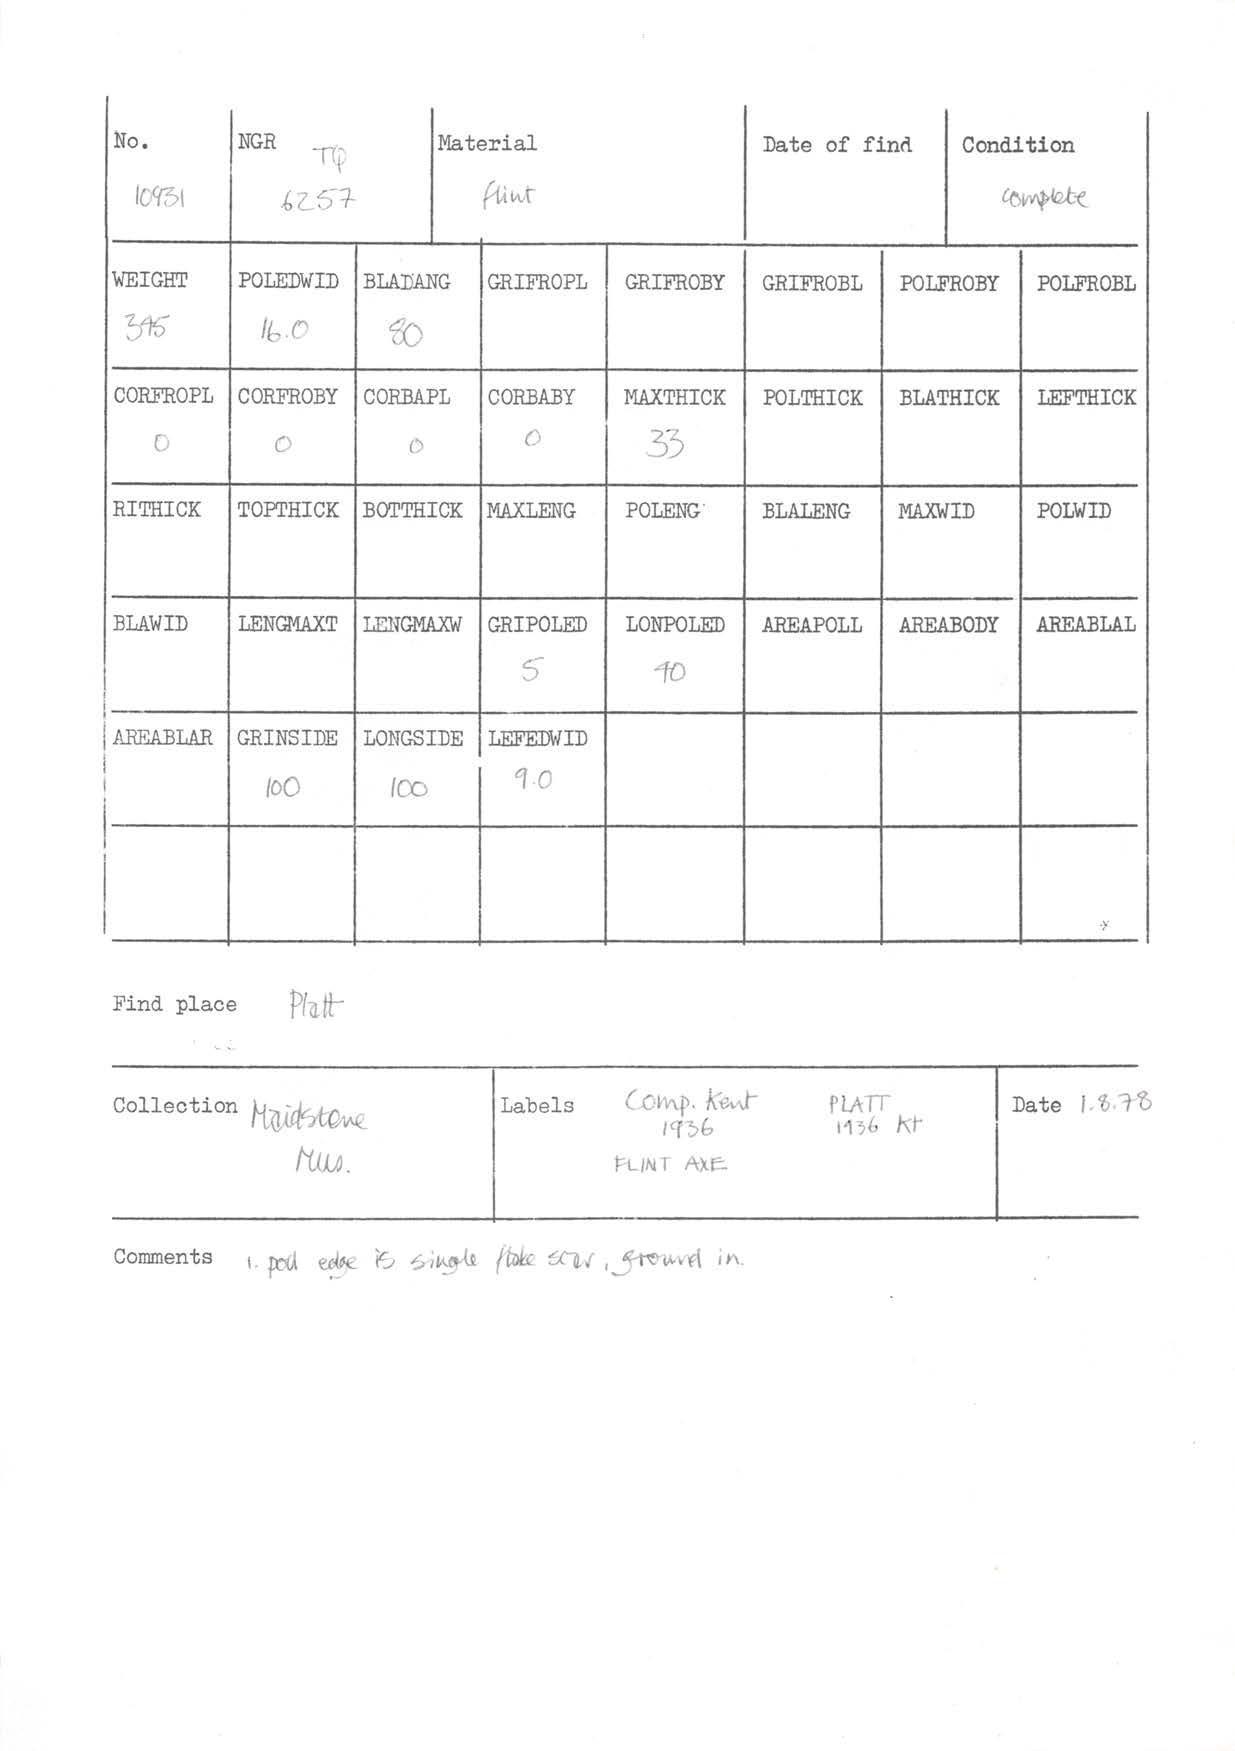 No. NGR TQ Material Date of find Condition
10931 6257 flint complete
WEIGHT POLEDWID BLADANG GRIFROPL GRIFROBY GRIFROBL POLFROBY POLFROBL
345 16.0 80
CORFROPL CORFROBY CORBAPL CORBABY MAXTHICK POLTHICK BLATHICK LEFTHICK
0 0 0 0 33
RITHICK TOPTHICK BOTTHICK MAXLENG POLENG BLALENG MAXWID POLWID
BLAWID LENGMAXT LENGMAXW GRIPOLED LONPOLED AREAPOLL AREABODY AREABLAL
5 40
AREABLAR GRINSIDE LONGSIDE LEFEDWID
100 100 9.0
Find place Platt
Collection Maidstone
Mus.
Labels Comp. Kent
1936
FLINT AXE
PLATT
1936 Kt
Date 1.8.78
Comments 1. poll edge is single flake scar, ground in.